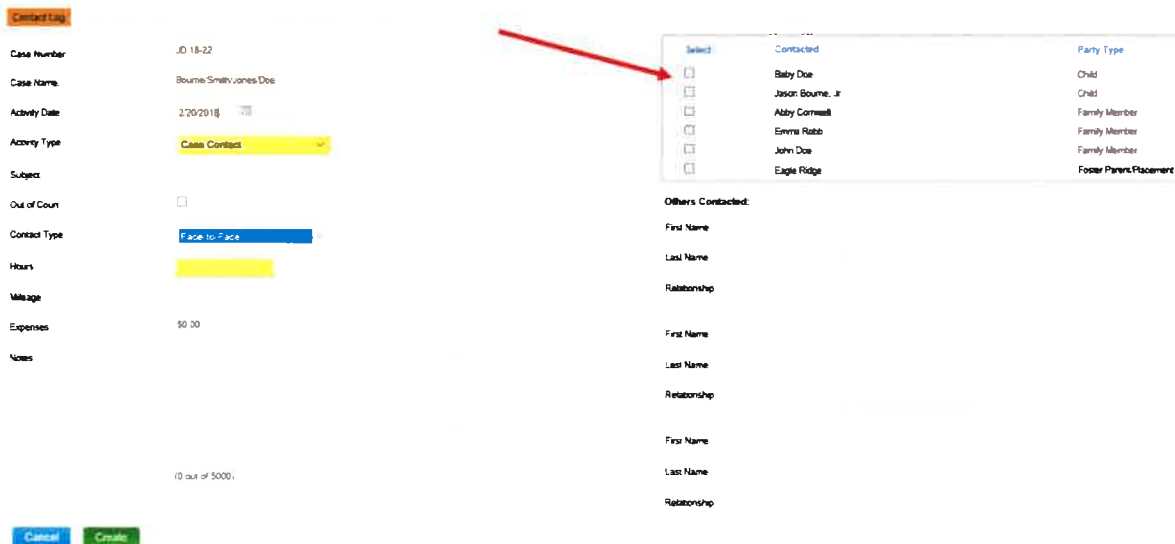 Contact Log
Case Number JD 18-22
Case Name: Bourne/Smith/Jones/Doe
Activity Date 2/20/2018
Activity Type Case Contact
Subject:
Out of Court
Contact Type Face to Face
Hours
Mileage
Expenses $0.00
Notes
(0 out of 5000)
Cancel Create
Select Contacted Party Type
Baby Doe Child
Jason Bourne, Jr Child
Abby Cornwell Family Member
Emma Robb Family Member
John Doe Family Member
Eagle Ridge Foster Parent/Placement
Others Contacted:
First Name
Last Name
Relationship
First Name
Last Name
Relationship
First Name
Last Name
Relationship